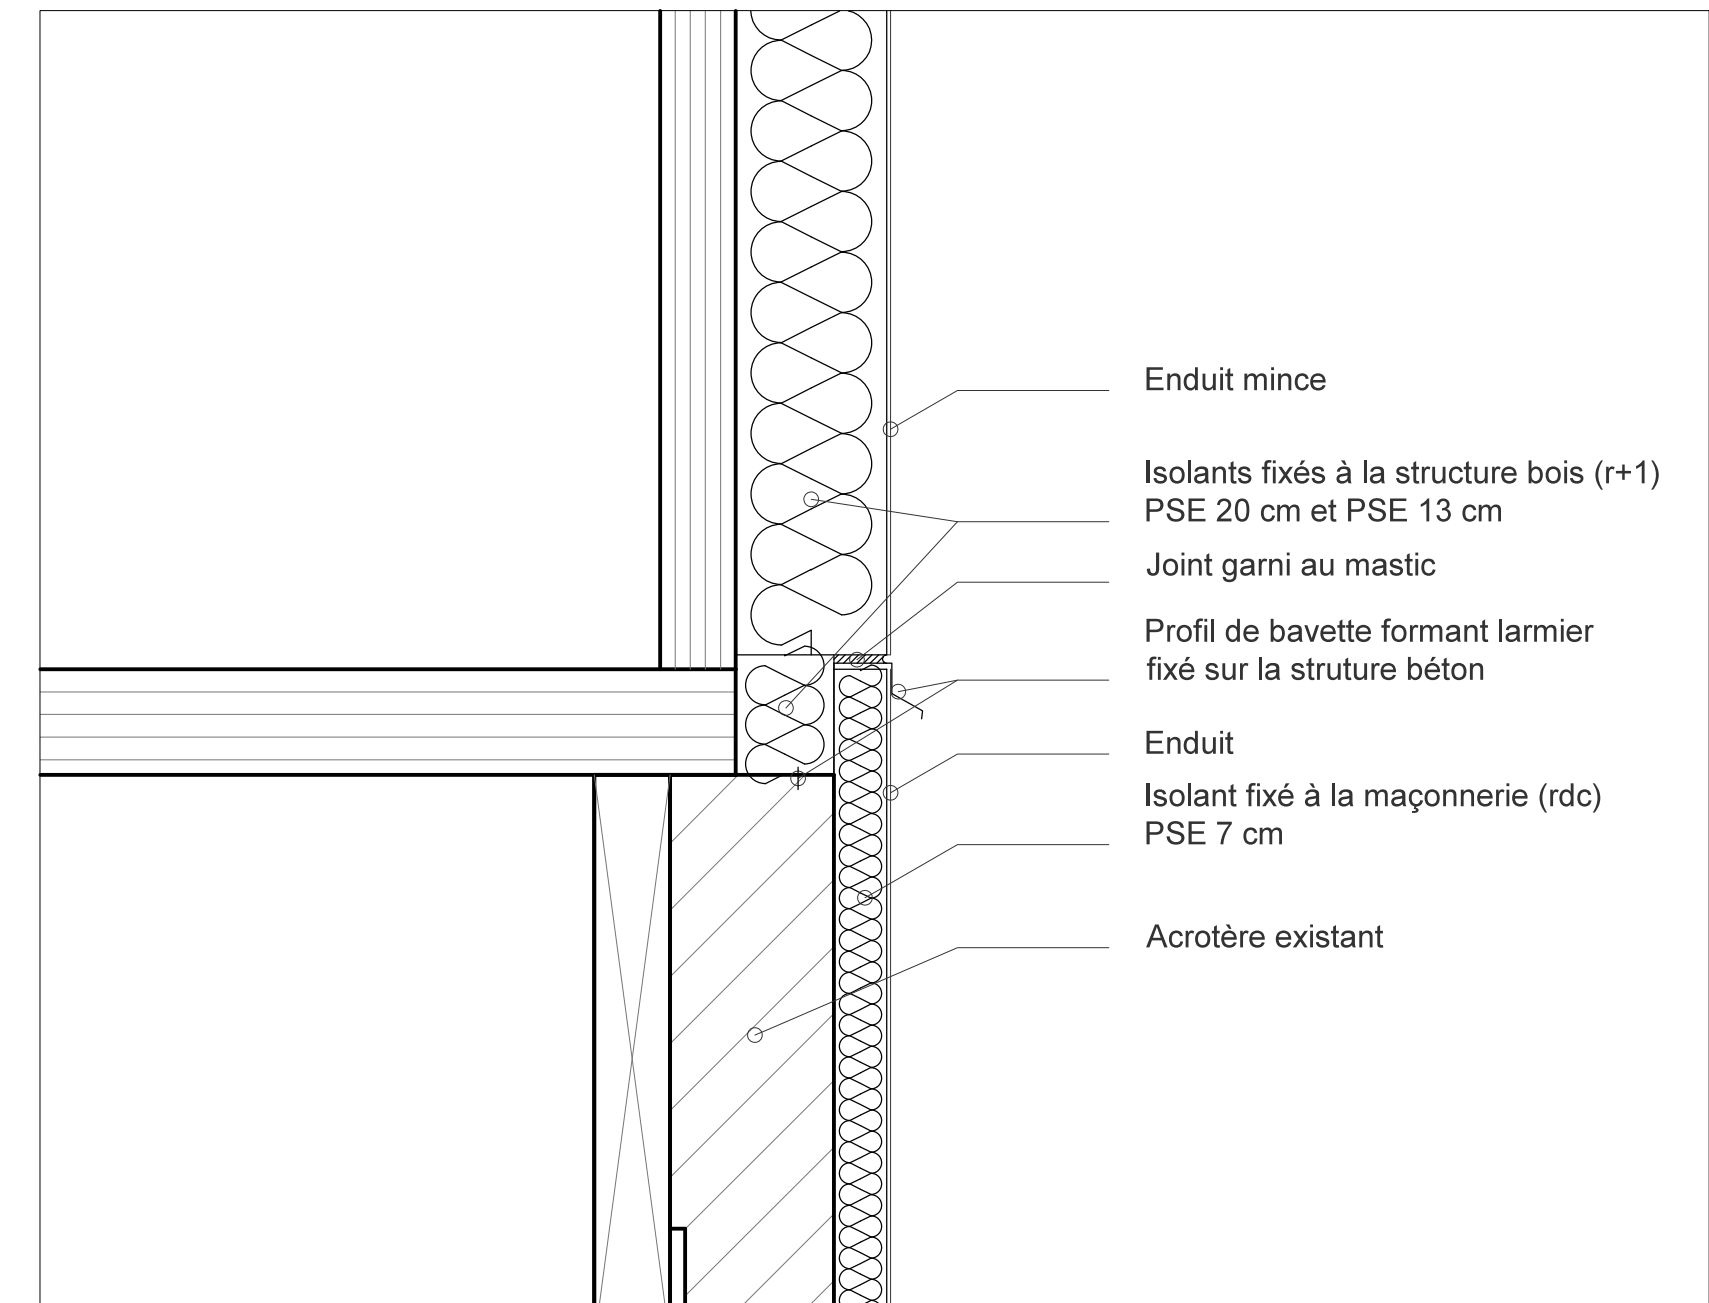 Enduit mince
Isolants fixés à la structure bois (r+1)
PSE 20 cm et PSE 13 cm
Joint garni au mastic
Profil de bavette formant larmier
fixé sur la struture béton
Enduit
Isolant fixé à la maçonnerie (rdc)
PSE 7 cm
Acrotère existant